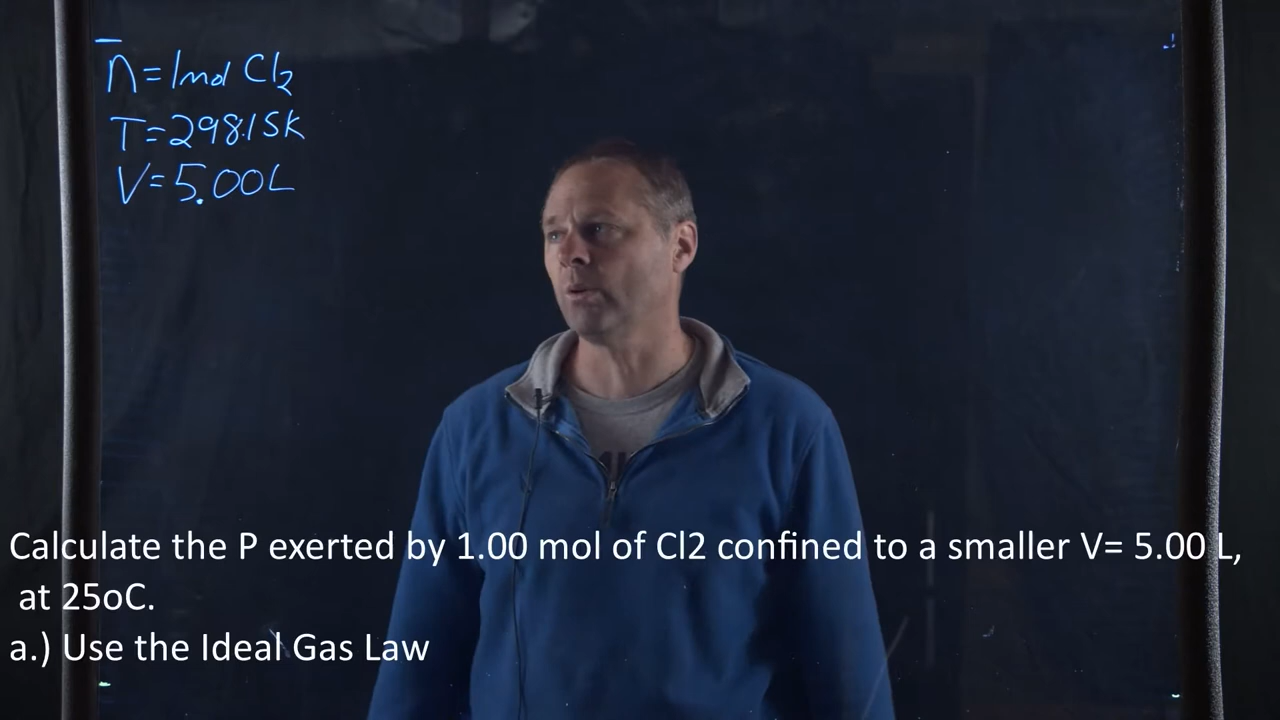 n=1mol Cl2
T=298.15K
V=5.00L
Calculate the P exerted by 1.00 mol of Cl2 confined to a smaller V= 5.00 L,
at 25oC.
a.) Use the Ideal Gas Law